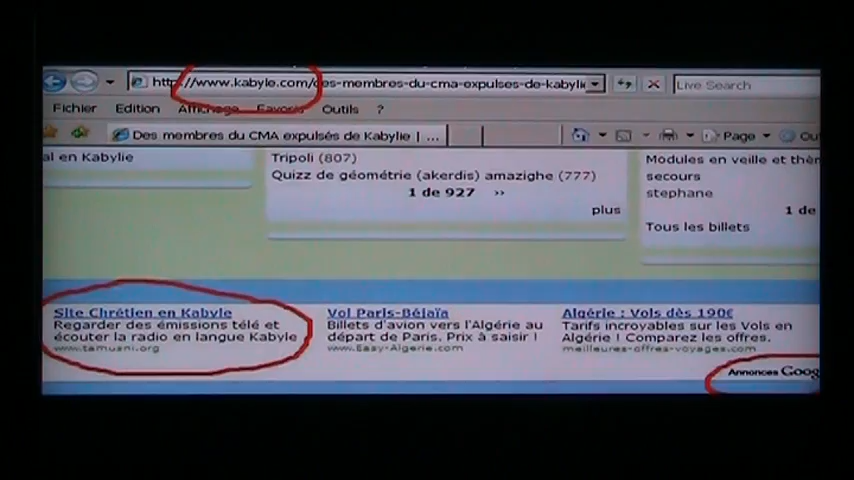 http://www.kabyle.com/des-membres-du-cma-expulses-de-kabylie
Live Search
Fichier Edition Affichage Favoris Outils ?
Des membres du CMA expulsés de Kabylie | ...
Page
Ou
al en Kabylie
Tripoli (807)
Quizz de géométrie (akerdis) amazighe (777)
1 de 927 ››
plus
Modules en veille et thèm
secours
stephane
1 de
Tous les billets
Site Chrétien en Kabyle
Regarder des émissions télé et
écouter la radio en langue Kabyle
www.tamusni.org
Vol Paris-Béjaïa
Billets d'avion vers l'Algérie au
départ de Paris. Prix à saisir !
www.Easy-Algerie.com
Algérie : Vols dès 190€
Tarifs incroyables sur les Vols en
Algérie ! Comparez les offres.
meilleures-offres-voyages.com
Annonces Goog